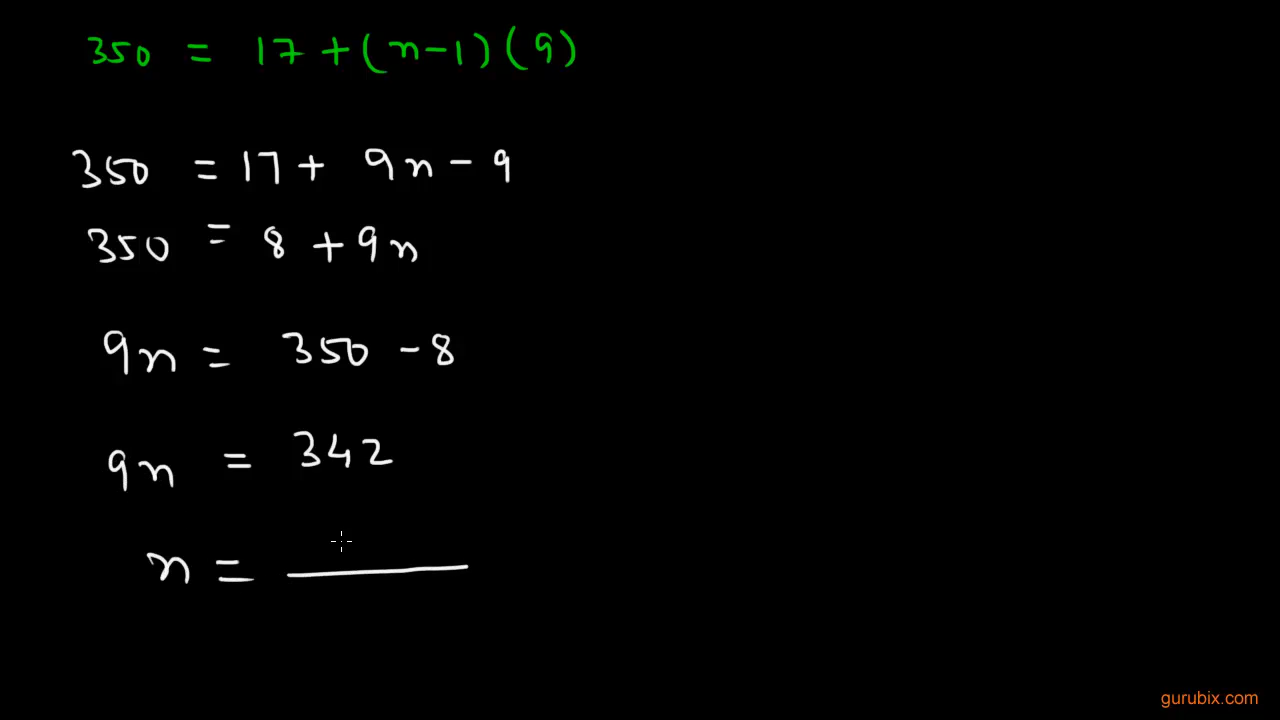 350 = 17 + (n-1) (9)
350 = 17 + 9n - 9
350 = 8 + 9n
9n = 350 - 8
9n = 342
n =
gurubix.com